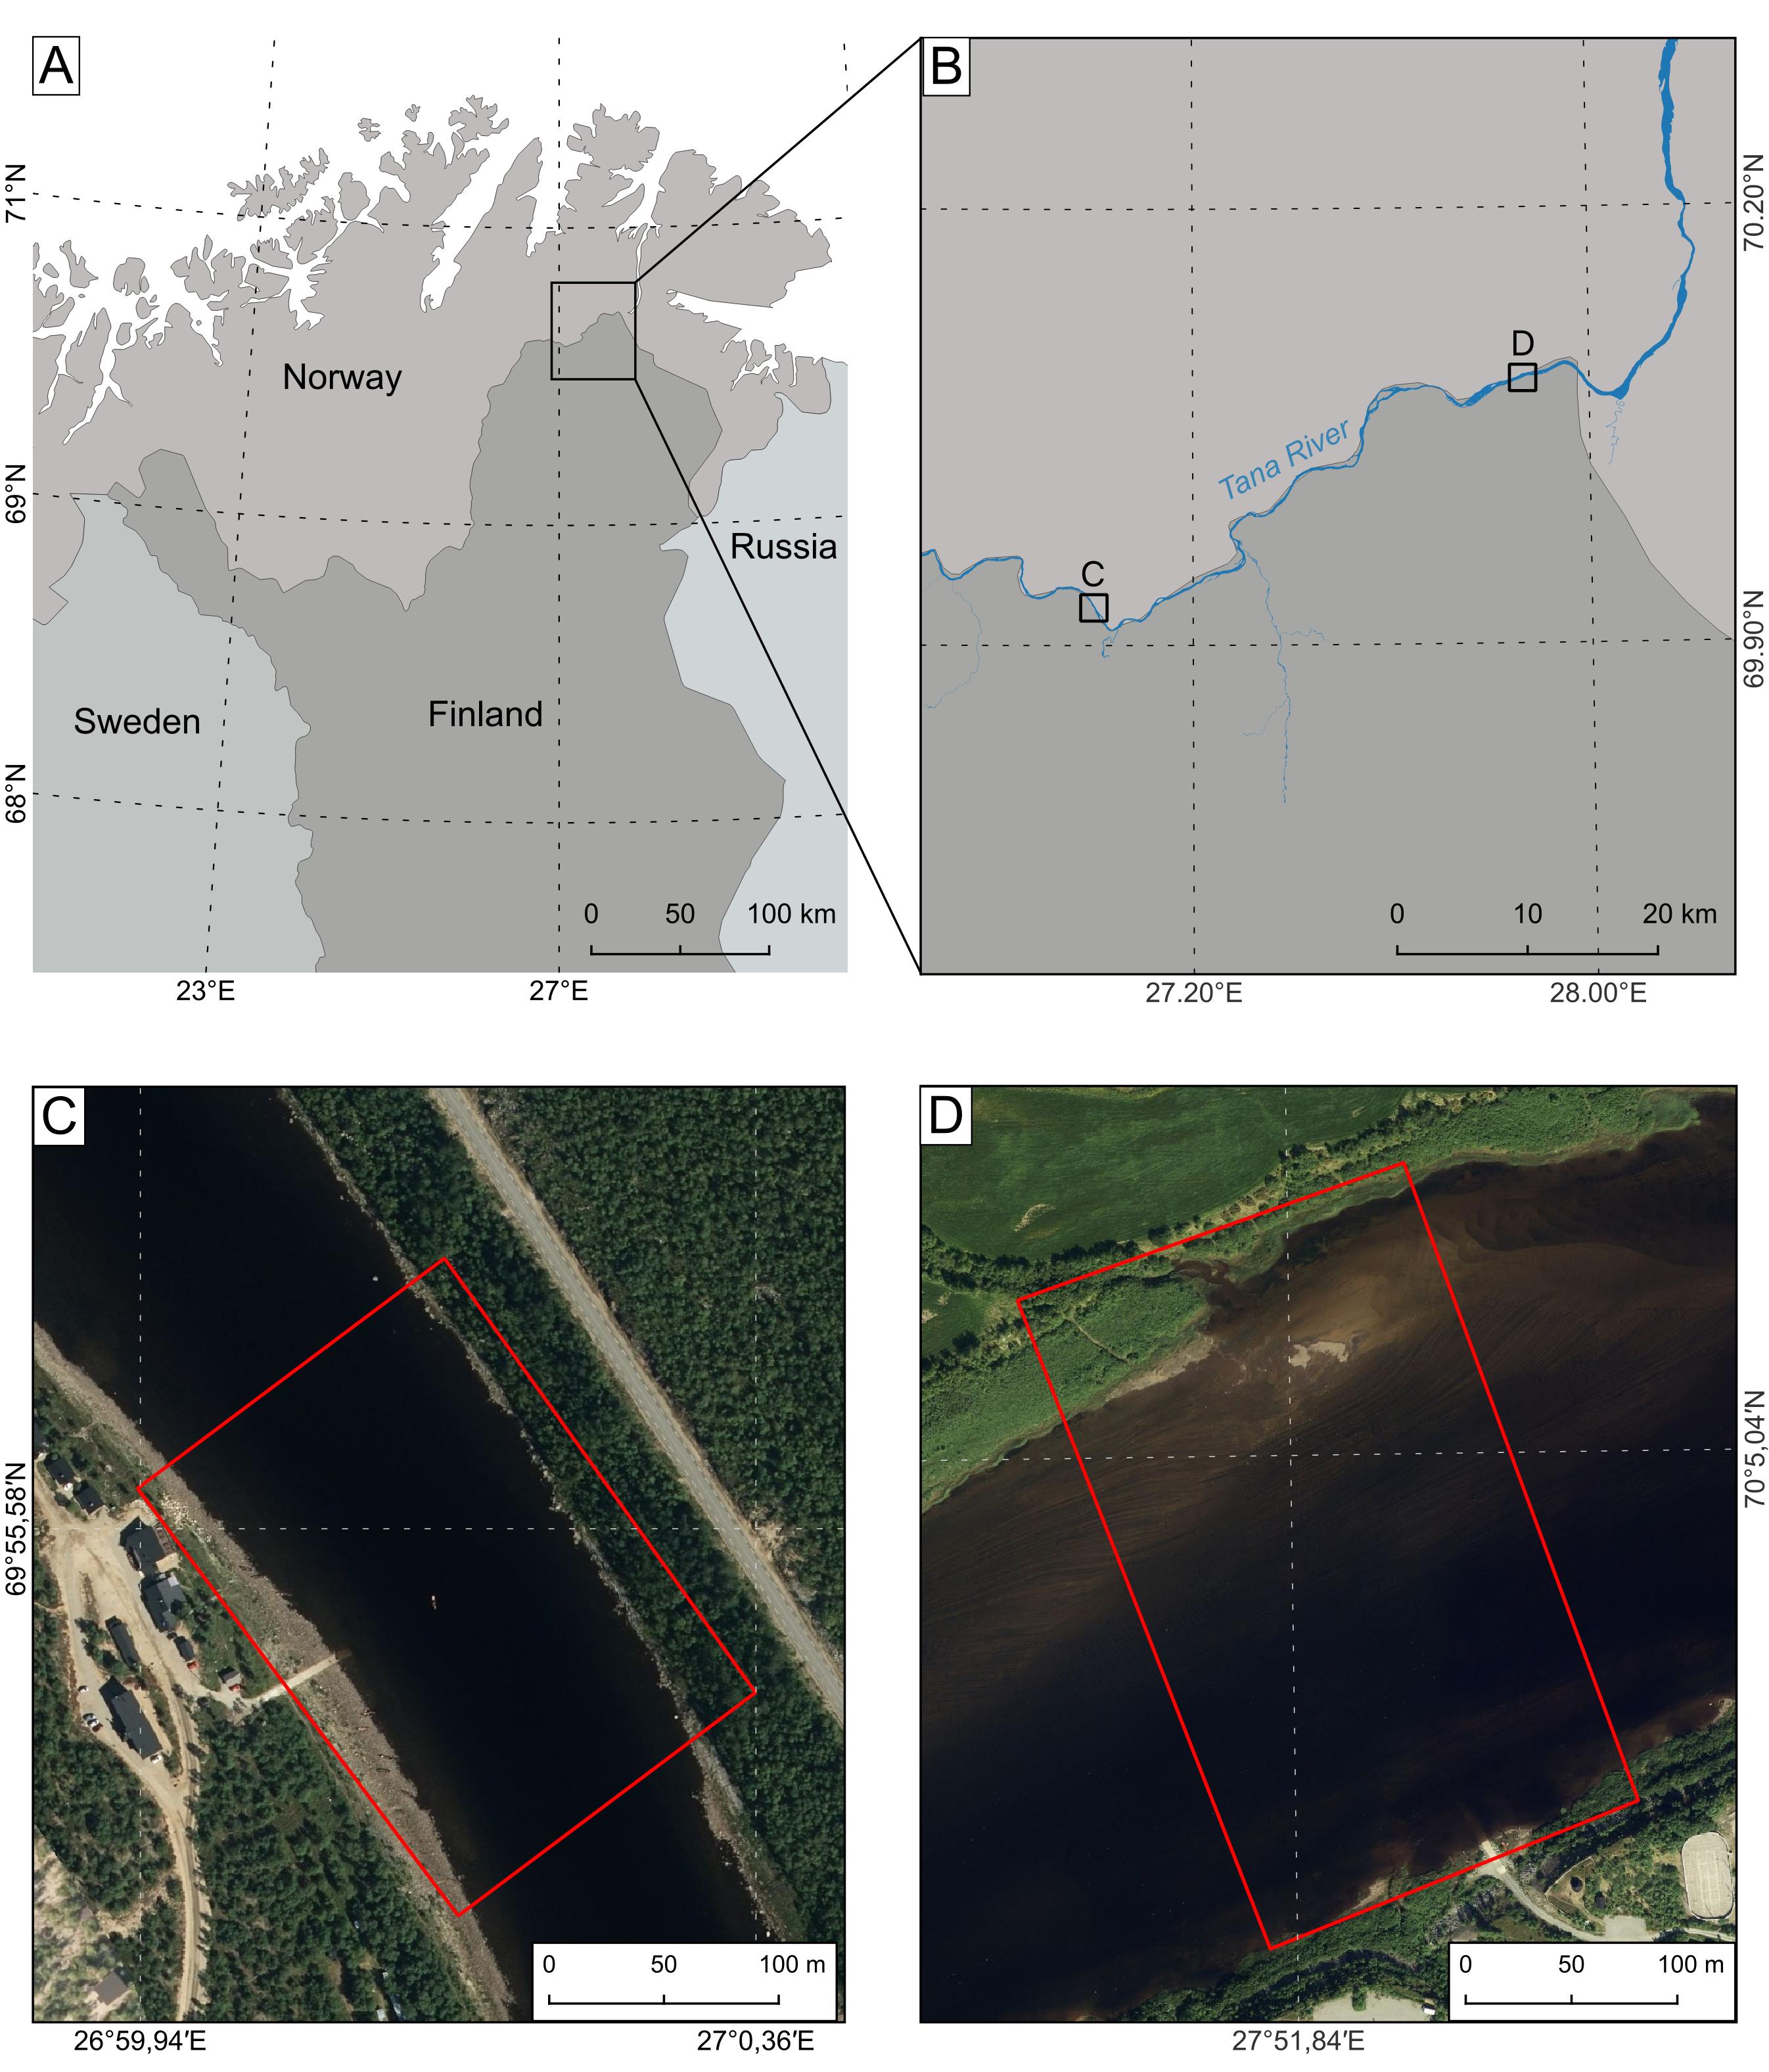 A
71°N
69°N
68°N
Norway
Russia
Sweden
Finland
0 50 100 km
23°E 27°E
B
D
C
Tana River
70.20°N
69.90°N
0 10 20 km
27.20°E 28.00°E
C
69°55,58′N
0 50 100 m
26°59,94′E 27°0,36′E
D
70°5,04′N
0 50 100 m
27°51,84′E